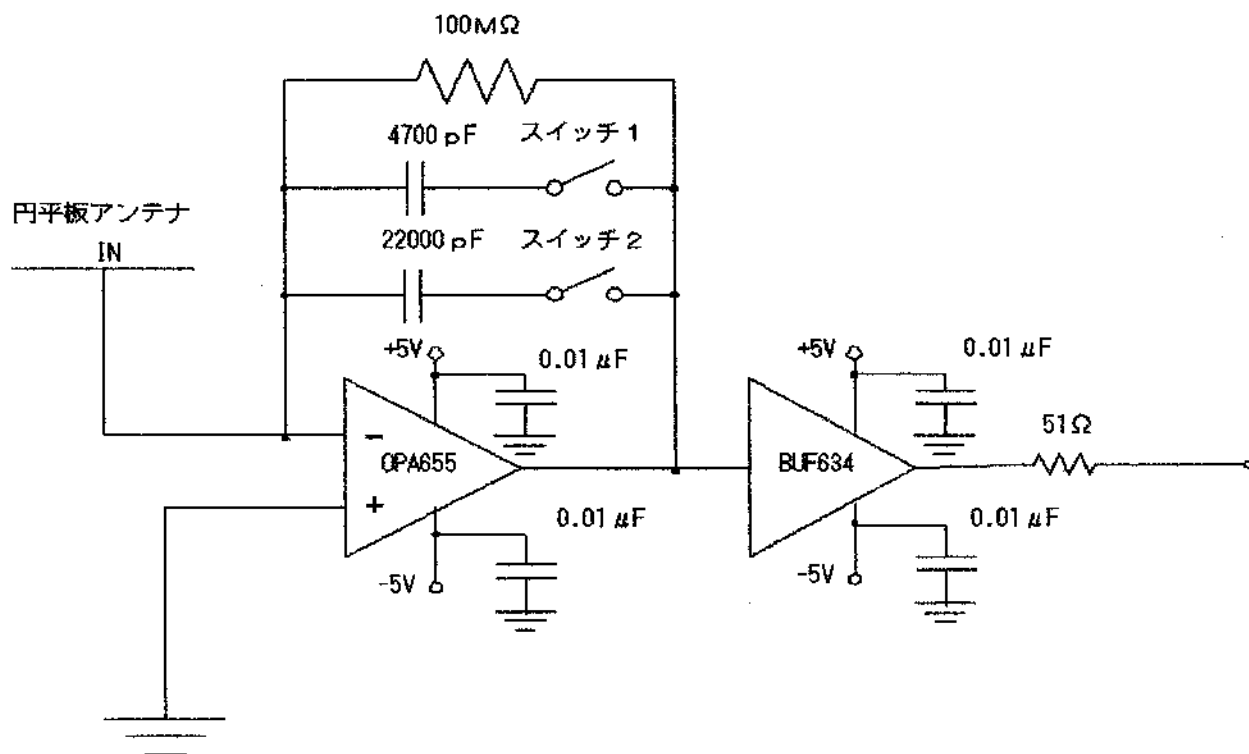 100MΩ
4700pF スイッチ1
円平板アンテナ
IN
22000pF スイッチ2
+5V
0.01μF
+5V
0.01μF
-
OPA655
+
BUF634
51Ω
0.01μF
0.01μF
-5V
-5V